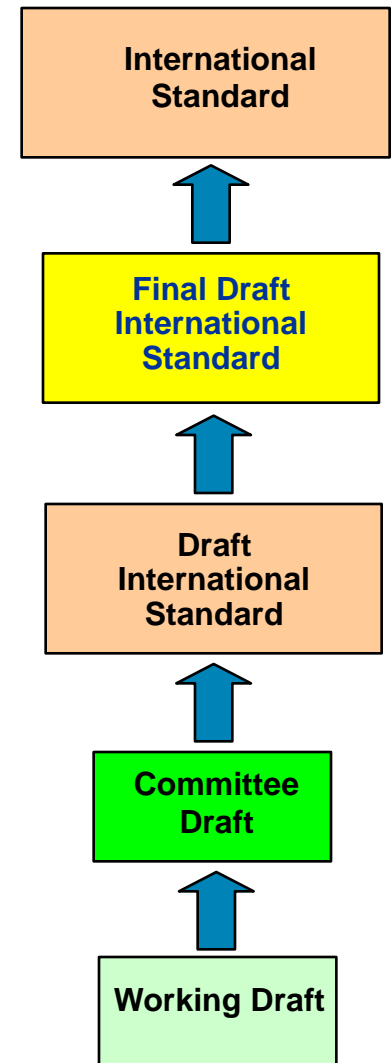 International
Standard
Final Draft
International
Standard
Draft
International
Standard
Committee
Draft
Working Draft